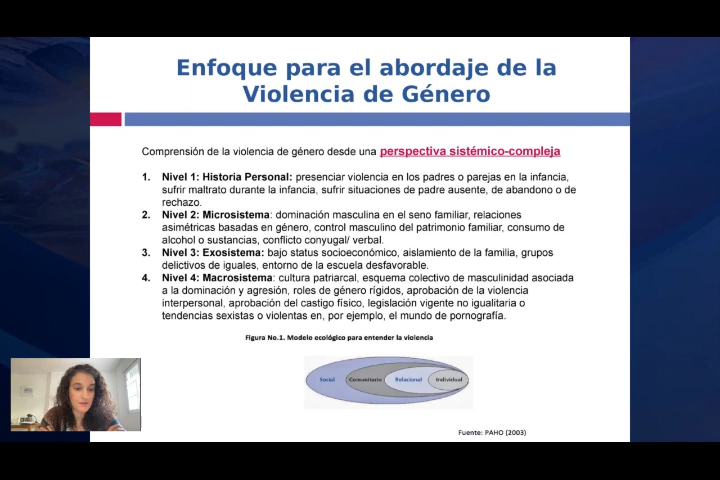 Enfoque para el abordaje de la
Violencia de Género
Comprensión de la violencia de género desde una perspectiva sistémico-compleja
1. Nivel 1: Historia Personal: presenciar violencia en los padres o parejas en la infancia,
sufrir maltrato durante la infancia, sufrir situaciones de padre ausente, de abandono o de
rechazo.
2. Nivel 2: Microsistema: dominación masculina en el seno familiar, relaciones
asimétricas basadas en género, control masculino del patrimonio familiar, consumo de
alcohol o sustancias, conflicto conyugal/ verbal.
3. Nivel 3: Exosistema: bajo status socioeconómico, aislamiento de la familia, grupos
delictivos de iguales, entorno de la escuela desfavorable.
4. Nivel 4: Macrosistema: cultura patriarcal, esquema colectivo de masculinidad asociada
a la dominación y agresión, roles de género rígidos, aprobación de la violencia
interpersonal, aprobación del castigo físico, legislación vigente no igualitaria o
tendencias sexistas o violentas en, por ejemplo, el mundo de pornografía.
Figura No.1. Modelo ecológico para entender la violencia
Social Comunitario Relacional Individual
Fuente: PAHO (2003)